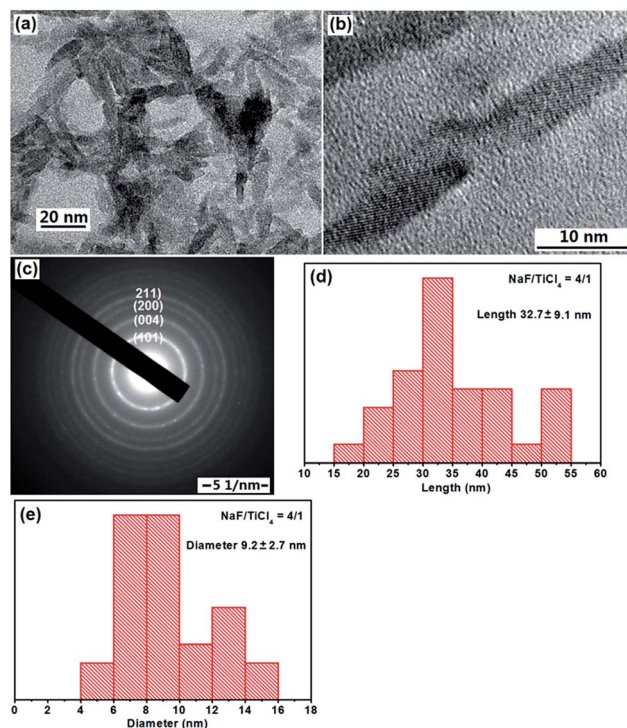 (a)
20 nm
(b)
10 nm
(c)
211)
(200)
(004)
(101)
5 1/nm
(d)
NaF/TiCl4 = 4/1
Length 32.7± 9.1 nm
10 15 20 25 30 35 40 45 50 55 60
Length (nm)
(e)
NaF/TiCl4 = 4/1
Diameter 9.2 ± 2.7 nm
0 2 4 6 8 10 12 14 16 18
Diameter (nm)